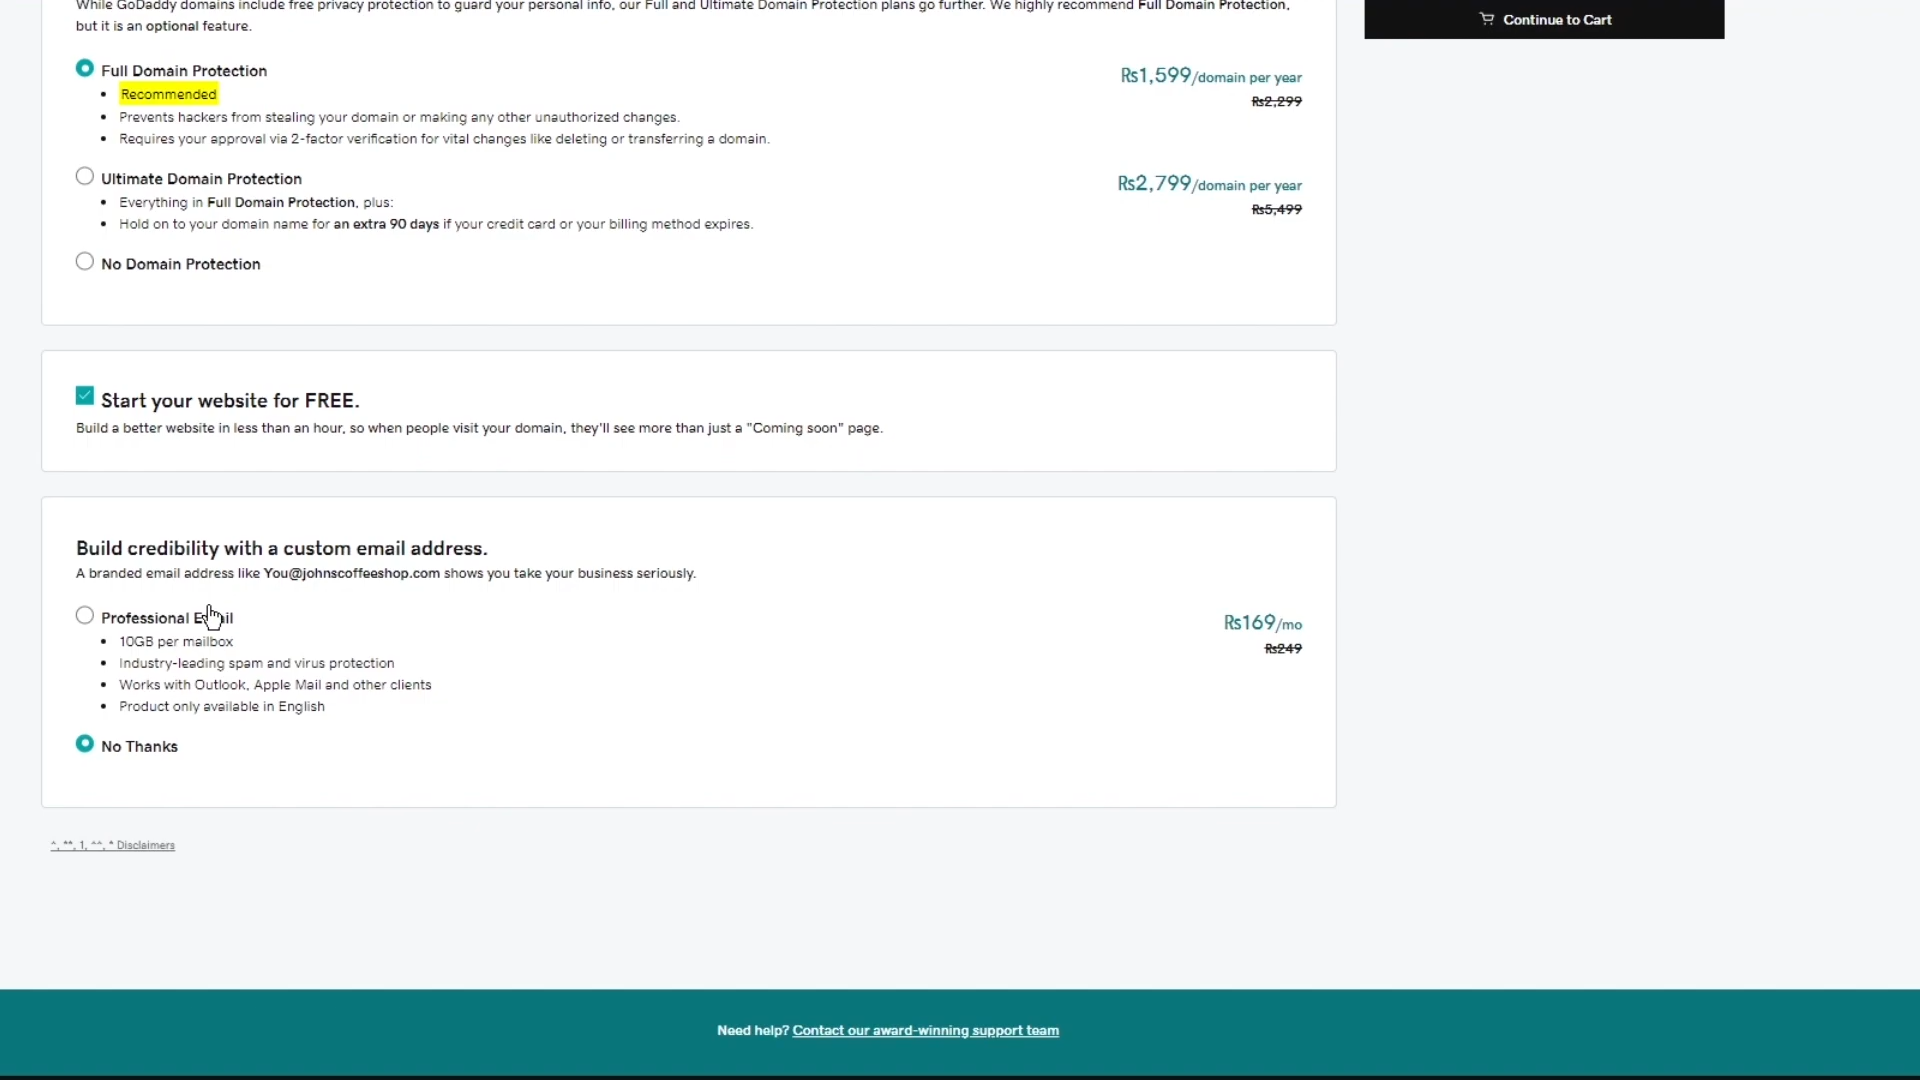 While GoDaddy domains include free privacy protection to guard your personal info, our Full and Ultimate Domain Protection plans go further. We highly recommend Full Domain Protection,
but it is an optional feature.
Continue to Cart
Full Domain Protection
Rs1,599/domain per year
Recommended
Rs2,299
Prevents hackers from stealing your domain or making any other unauthorized changes.
Requires your approval via 2-factor verification for vital changes like deleting or transferring a domain.
Ultimate Domain Protection
Rs2,799/domain per year
Everything in Full Domain Protection, plus:
Rs5,499
Hold on to your domain name for an extra 90 days if your credit card or your billing method expires.
No Domain Protection
Start your website for FREE.
Build a better website in less than an hour, so when people visit your domain, they'll see more than just a "Coming soon" page.
Build credibility with a custom email address.
A branded email address like You@johnscoffeeshop.com shows you take your business seriously.
Professional Email
Rs169/mo
10GB per mailbox
Rs249
Industry-leading spam and virus protection
Works with Outlook, Apple Mail and other clients
Product only available in English
No Thanks
^, **, 1, ^^, * Disclaimers
Need help? Contact our award-winning support team